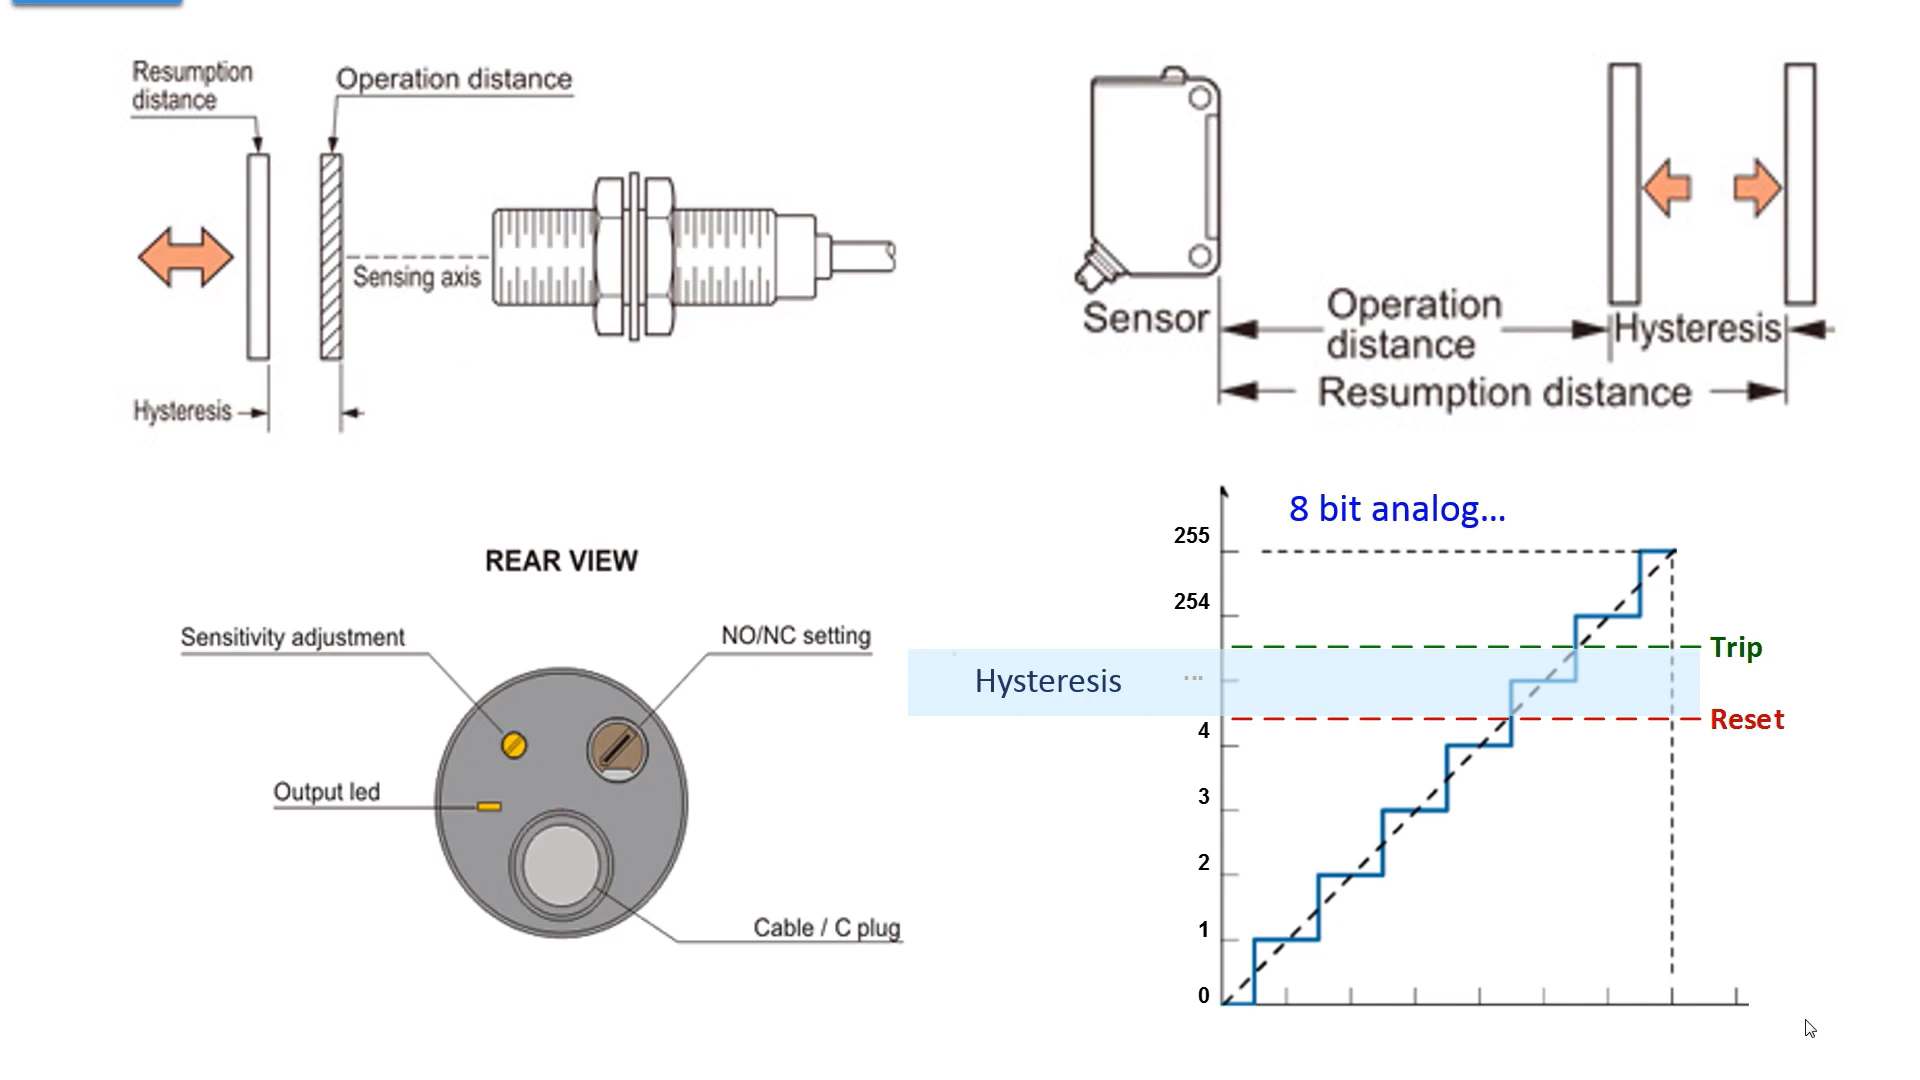 Resumption
distance
Operation distance
Sensing axis
Hysteresis
Sensor
Operation
distance
Hysteresis
Resumption distance
REAR VIEW
Sensitivity adjustment
NO/NC setting
Output led
Cable / C plug
8 bit analog...
255
254
Trip
Hysteresis
...
Reset
4
3
2
1
0